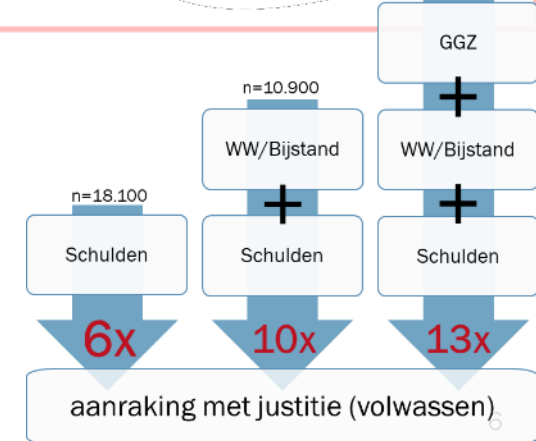 GGZ
+
n=10.900
WW/Bijstand
WW/Bijstand
+
+
n=18.100
Schulden
Schulden
Schulden
6x
10x
13x
aanraking met justitie (volwassen)
6